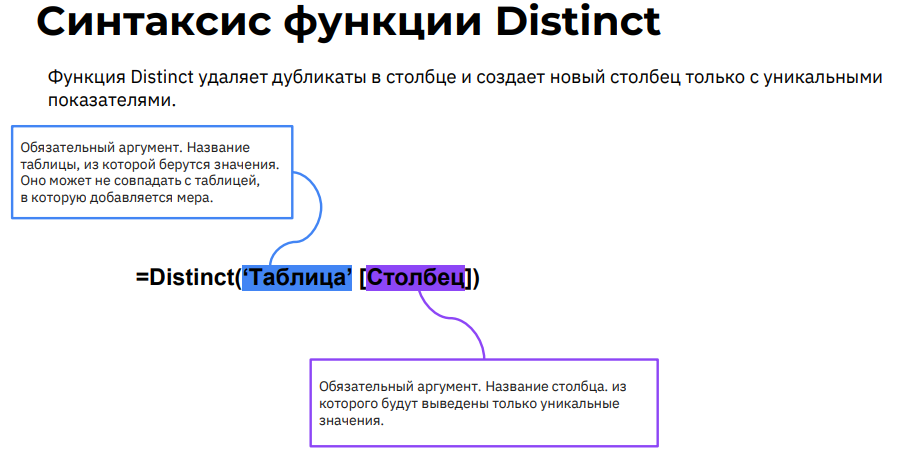 Синтаксис функции Distinct
Функция Distinct удаляет дубликаты в столбце и создает новый столбец только с уникальными
показателями.
Обязательный аргумент. Название
таблицы, из которой берутся значения.
Оно может не совпадать с таблицей,
в которую добавляется мера.
=Distinct(‘Таблица’ [Столбец])
Обязательный аргумент. Название столбца. из
которого будут выведены только уникальные
значения.